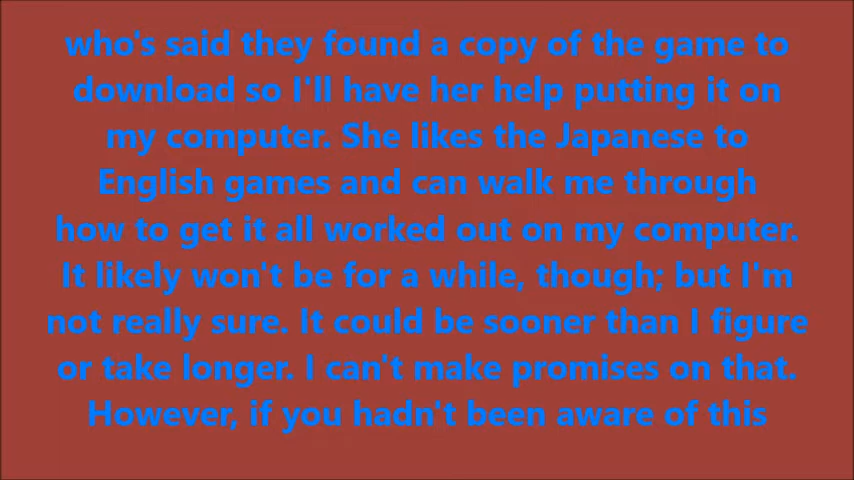 who's said they found a copy of the game to
download so I'll have her help putting it on
my computer. She likes the Japanese to
English games and can walk me through
how to get it all worked out on my computer.
It likely won't be for a while, though; but I'm
not really sure. It could be sooner than I figure
or take longer. I can't make promises on that.
However, if you hadn't been aware of this